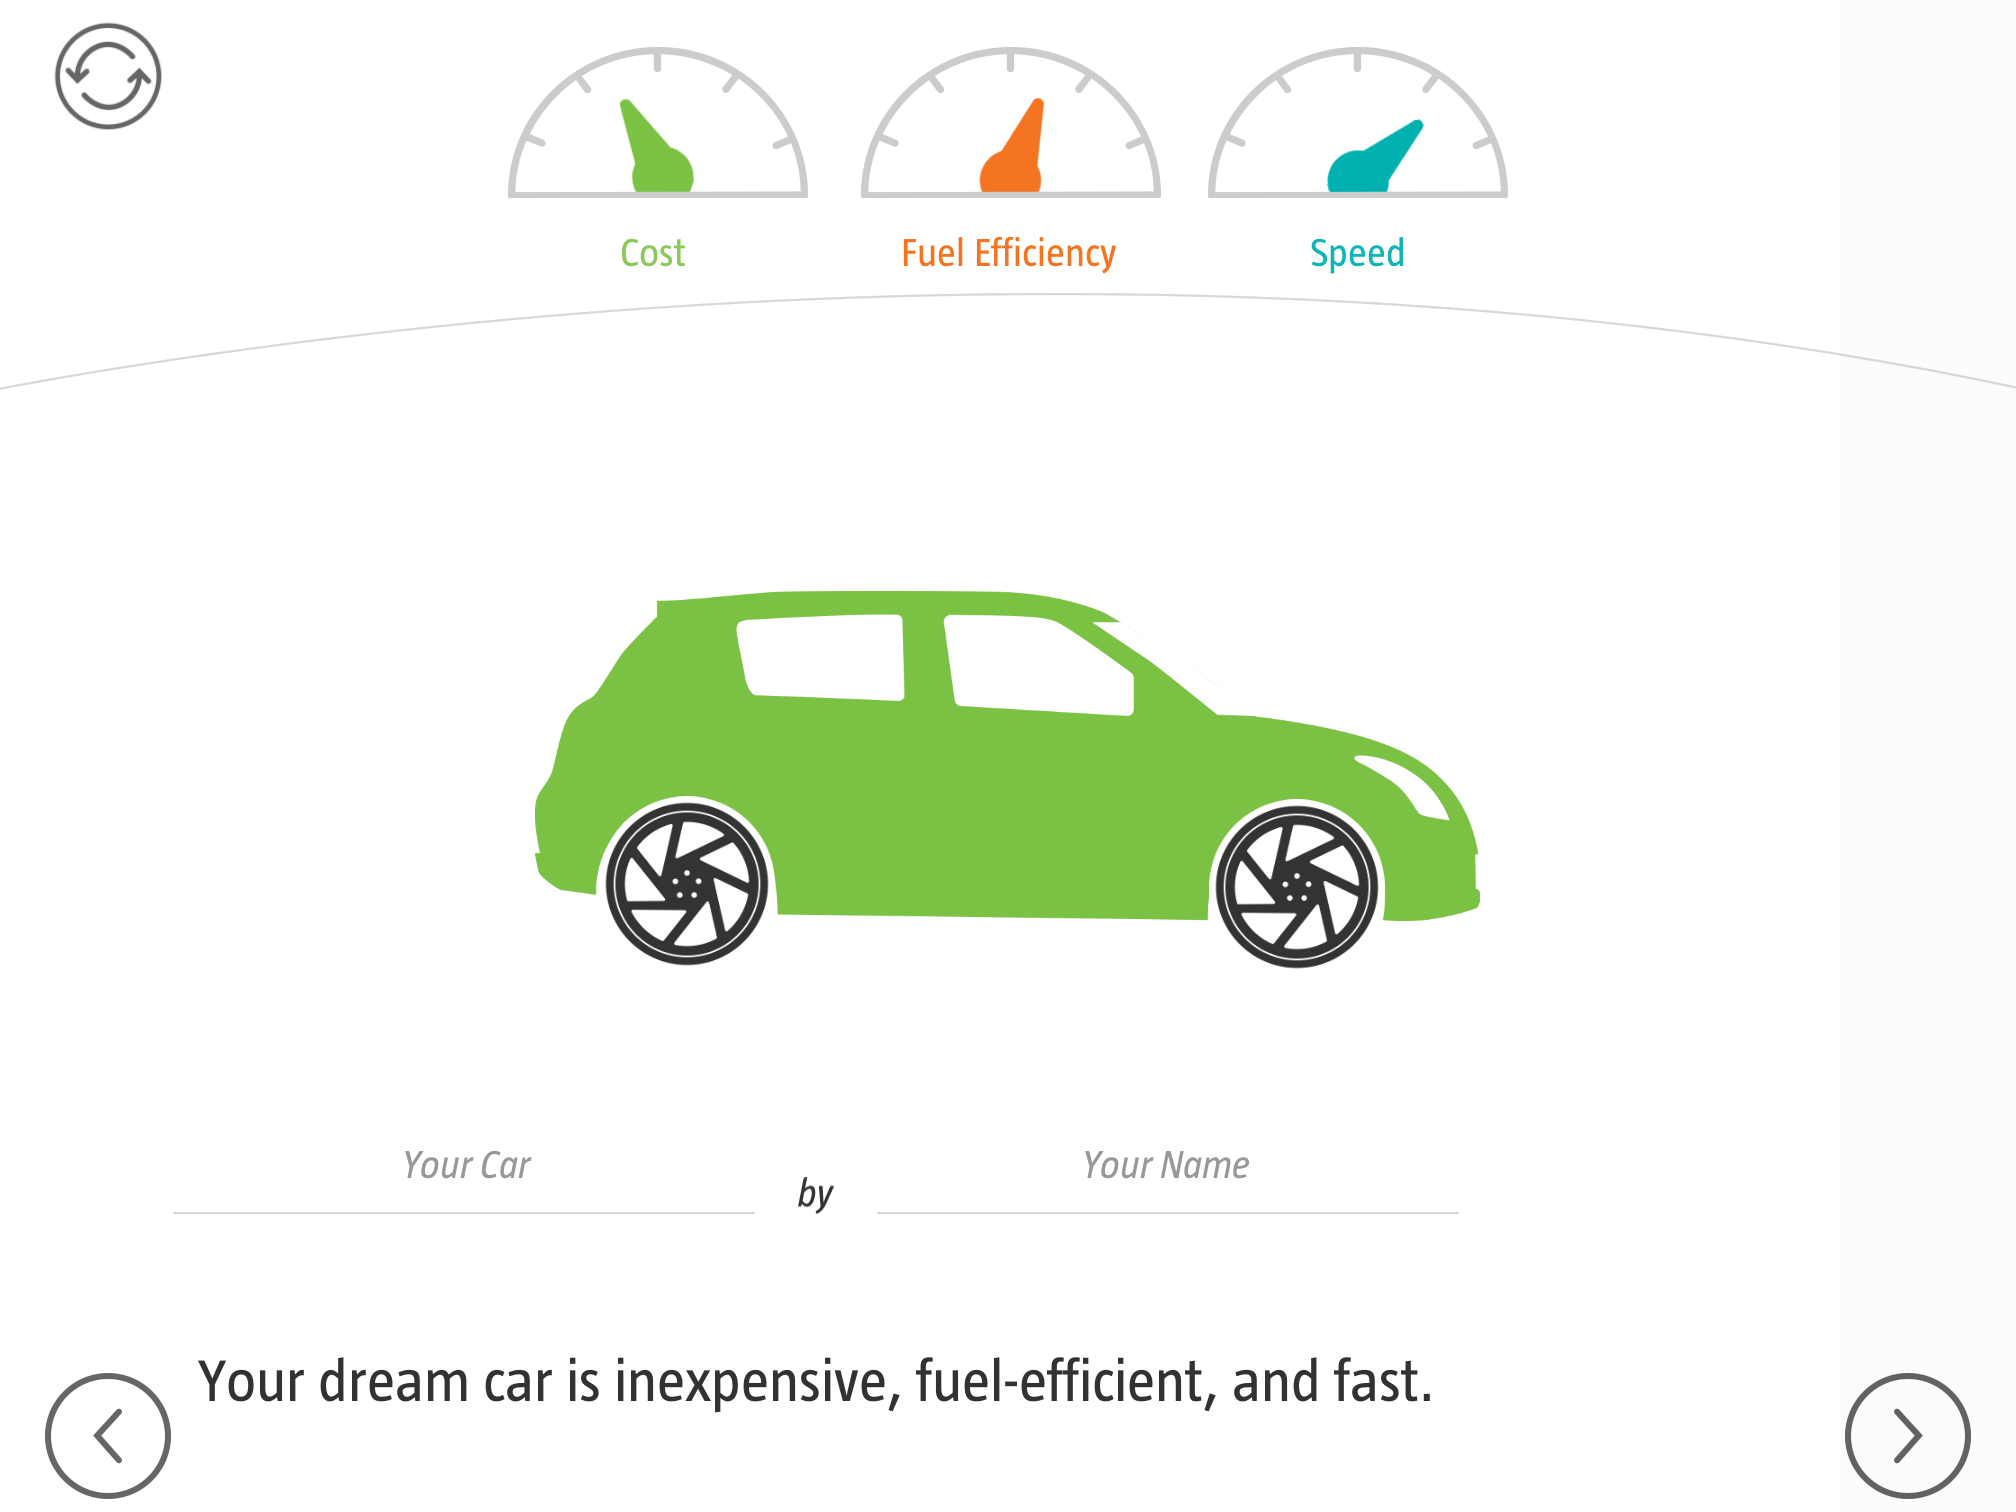 Cost
Fuel Efficiency
Speed
Your Car
by
Your Name
Your dream car is inexpensive, fuel-efficient, and fast.